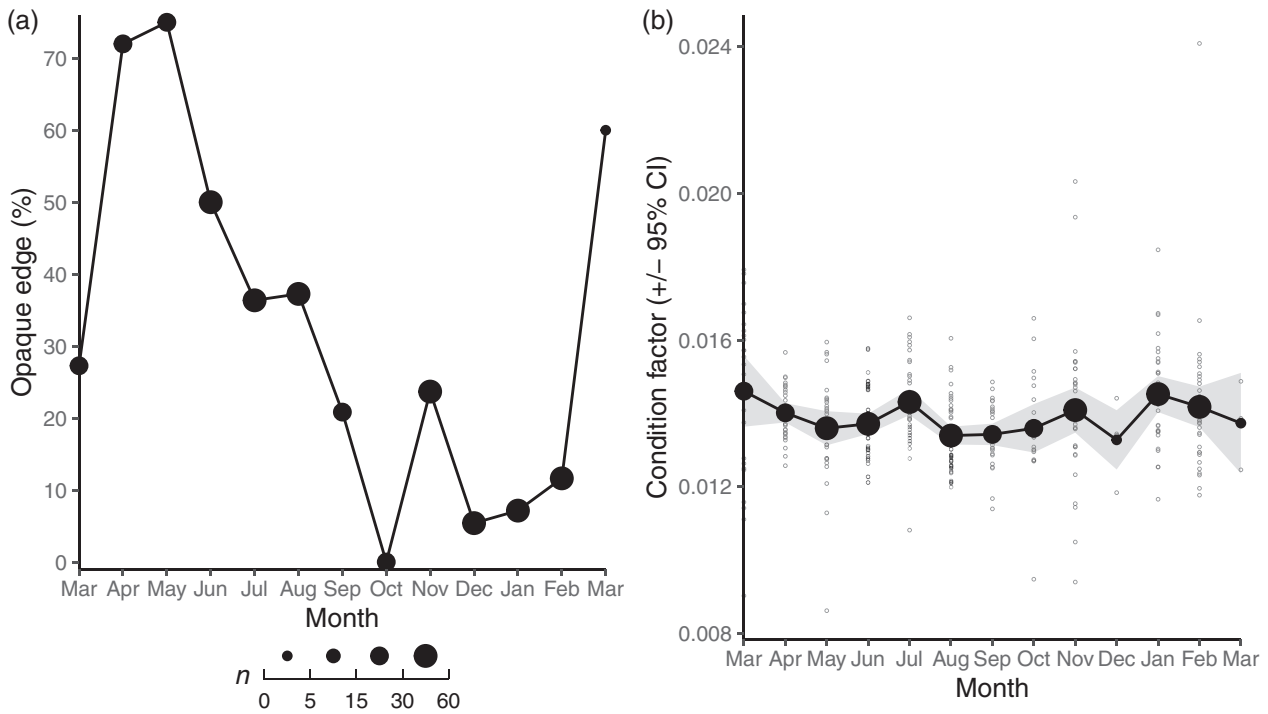 (a)
Opaque edge (%)
70
60
50
40
30
20
10
0
Mar Apr May Jun Jul Aug Sep Oct Nov Dec Jan Feb Mar
Month
n
0 5 15 30 60
(b)
Condition factor (+/– 95% CI)
0.024
0.020
0.016
0.012
0.008
Mar Apr May Jun Jul Aug Sep Oct Nov Dec Jan Feb Mar
Month